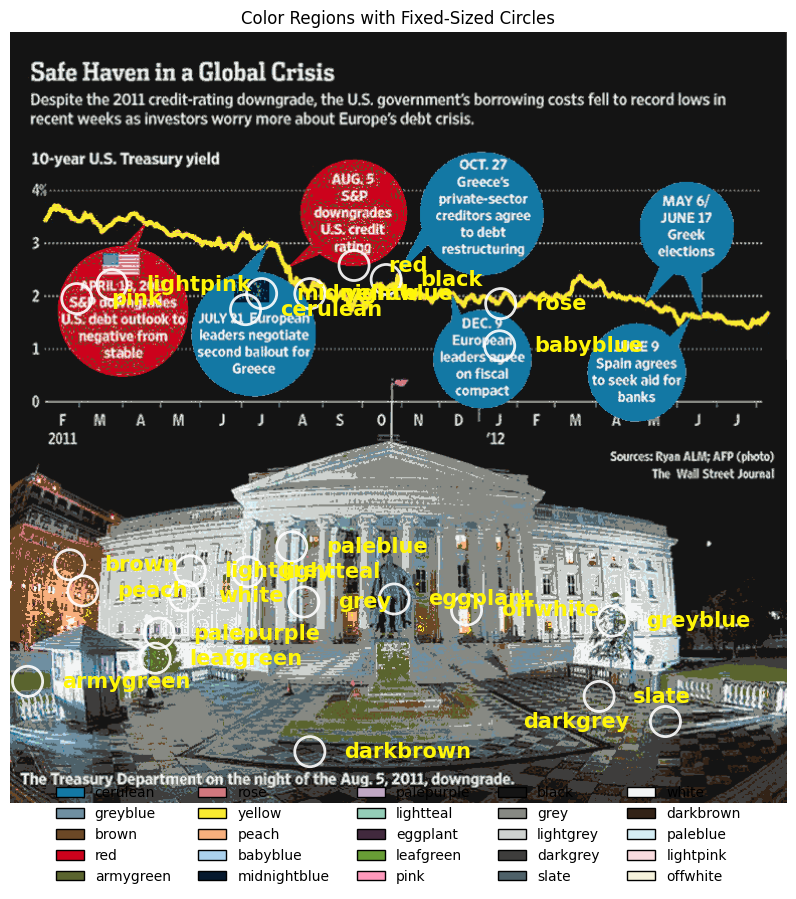 Color Regions with Fixed-Sized Circles
Safe Haven in a Global Crisis
Despite the 2011 credit-rating downgrade, the U.S. government's borrowing costs fell to record lows in
recent weeks as investors worry more about Europe's debt crisis.
10-year U.S. Treasury yield
4%
3
2
1
0
AUG. 5
S&P
downgrades
U.S. credit
rating
OCT. 27
Greece's
private-sector
creditors agree
to debt
restructuring
MAY 6/
JUNE 17
Greek
elections
APRIL 18, 2011
S&P downgrades
U.S. debt outlook to
negative from
stable
JULY 21 European
leaders negotiate
second bailout for
Greece
DEC. 9
European
leaders agree
on fiscal
compact
JUNE 9
Spain agrees
to seek aid for
banks
red
black
lightpink
pink
midnightblue
yellow
cerulean
rose
babyblue
F M A M J J A S O N D J F M A M J J
2011 '12
Sources: Ryan ALM; AFP (photo)
The Wall Street Journal
paleblue
brown
lightgrey
lightteal
peach
white
grey
eggplant
offwhite
greyblue
palepurple
leafgreen
armygreen
slate
darkgrey
darkbrown
The Treasury Department on the night of the Aug. 5, 2011, downgrade.
cerulean rose palepurple black white
greyblue yellow lightteal grey darkbrown
brown peach eggplant lightgrey paleblue
red babyblue leafgreen darkgrey lightpink
armygreen midnightblue pink slate offwhite